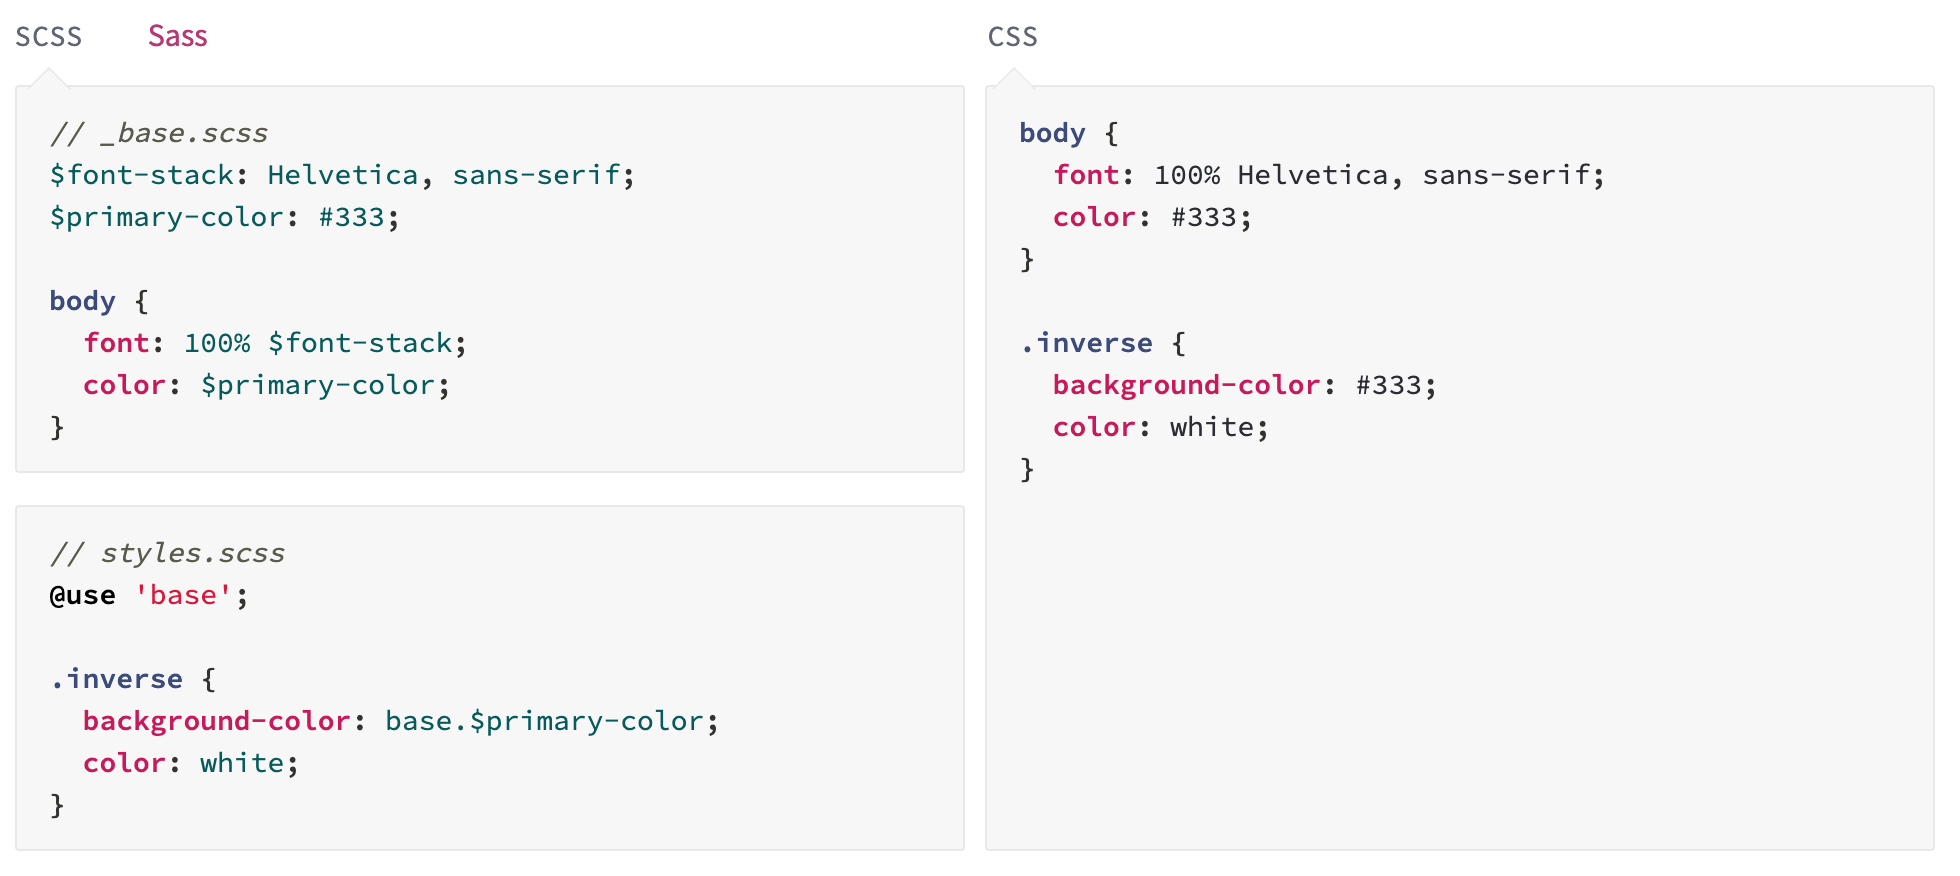 SCSS Sass
// _base.scss
$font-stack: Helvetica, sans-serif;
$primary-color: #333;

body {
  font: 100% $font-stack;
  color: $primary-color;
}

// styles.scss
@use 'base';

.inverse {
  background-color: base.$primary-color;
  color: white;
}

CSS
body {
  font: 100% Helvetica, sans-serif;
  color: #333;
}

.inverse {
  background-color: #333;
  color: white;
}